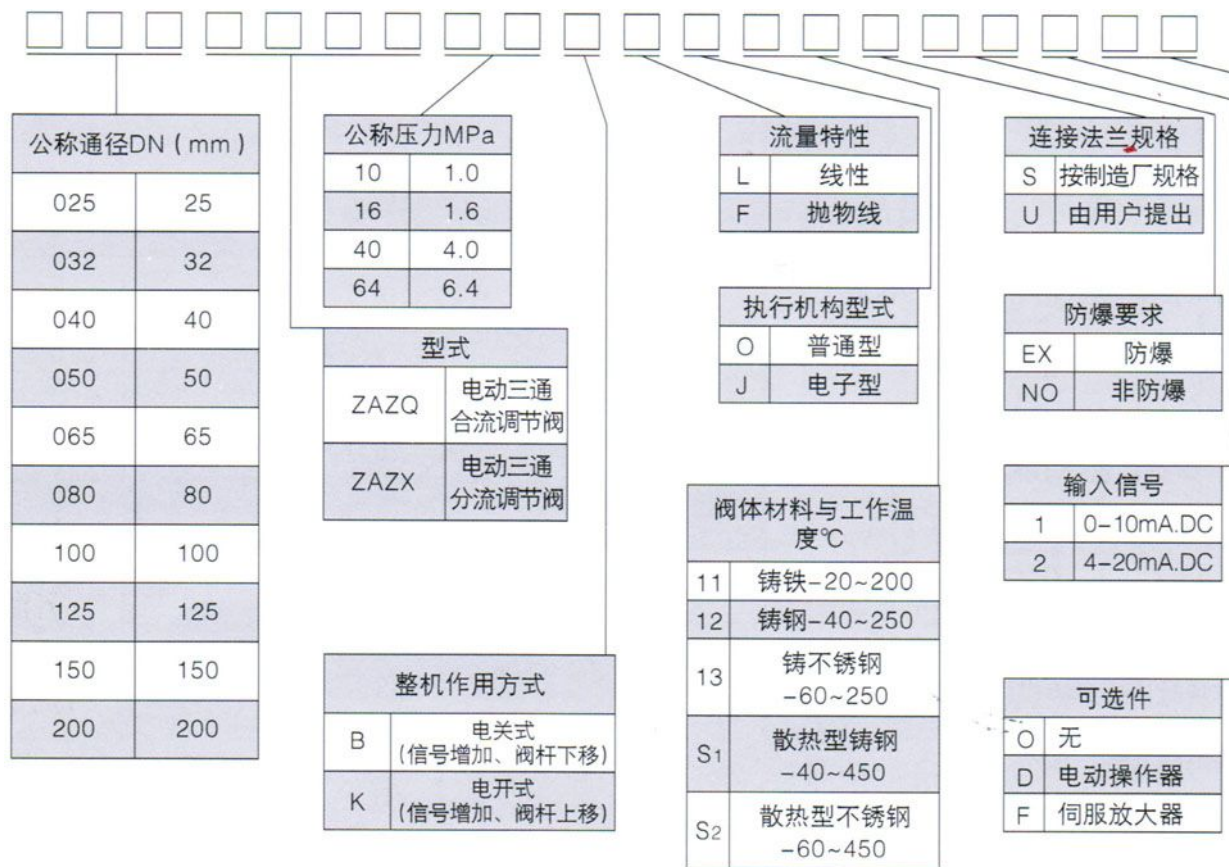 公称通径DN（mm）
025 25
032 32
040 40
050 50
065 65
080 80
100 100
125 125
150 150
200 200
公称压力MPa
10 1.0
16 1.6
40 4.0
64 6.4
型式
ZAZQ 电动三通
合流调节阀
ZAZX 电动三通
分流调节阀
整机作用方式
B 电关式
(信号增加、阀杆下移)
K 电开式
(信号增加、阀杆上移)
流量特性
L 线性
F 抛物线
执行机构型式
O 普通型
J 电子型
阀体材料与工作温
度℃
11 铸铁-20~200
12 铸钢-40~250
13 铸不锈钢
-60~250
S1 散热型铸钢
-40~450
S2 散热型不锈钢
-60~450
连接法兰规格
S 按制造厂规格
U 由用户提出
防爆要求
EX 防爆
NO 非防爆
输入信号
1 0-10mA.DC
2 4-20mA.DC
可选件
O 无
D 电动操作器
F 伺服放大器